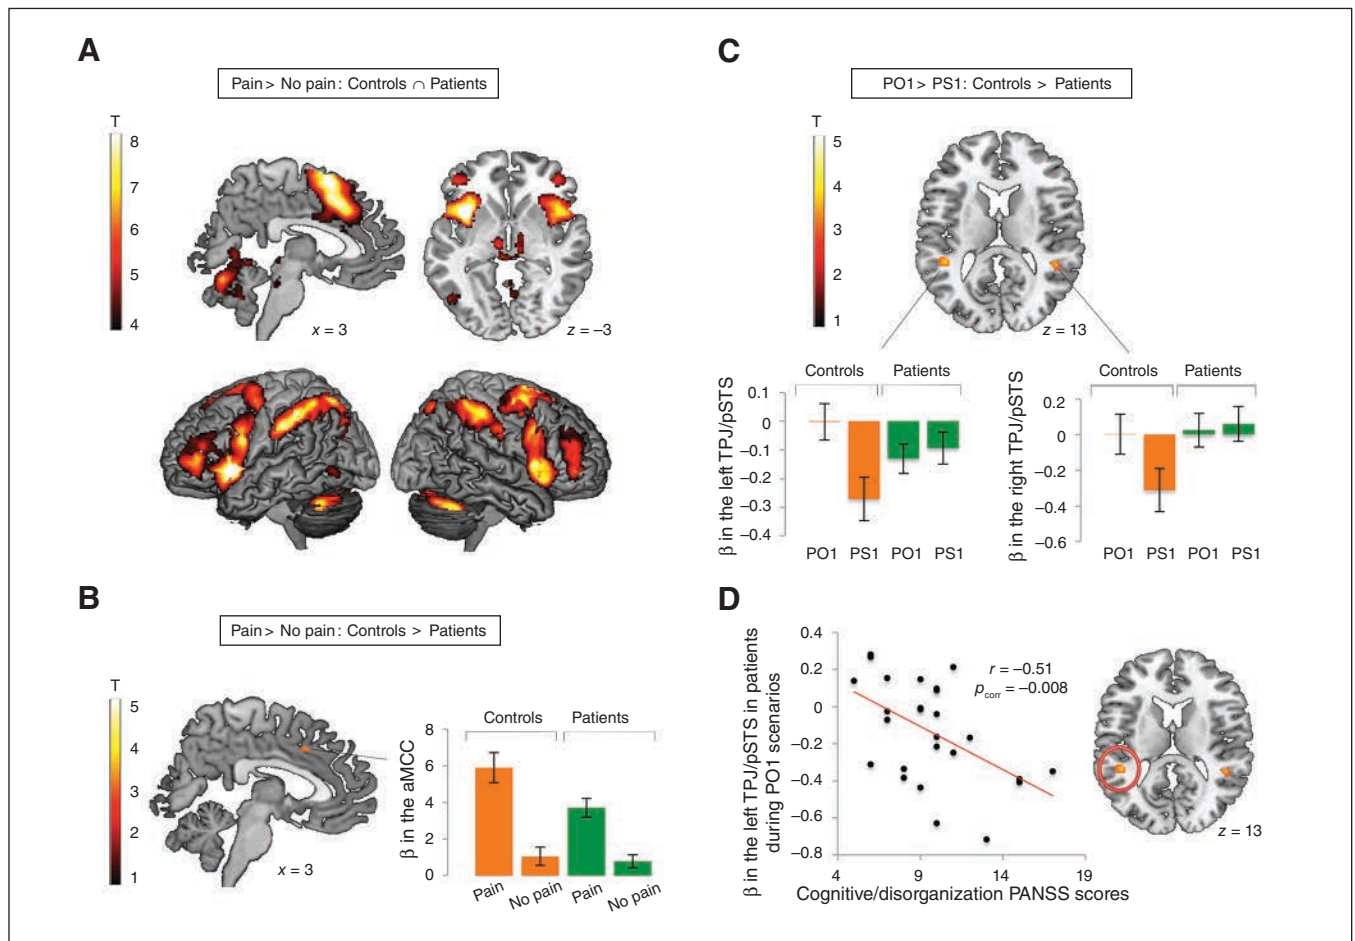 A
Pain > No pain: Controls ∩ Patients
T
8
7
6
5
4
x = 3
z = –3
B
Pain > No pain: Controls > Patients
T
5
4
3
2
1
x = 3
β in the aMCC
8
6
4
2
0
Controls
Patients
Pain
No pain
Pain
No pain
C
PO1 > PS1: Controls > Patients
T
5
4
3
2
1
z = 13
β in the left TPJ/pSTS
0.1
0
–0.1
–0.2
–0.3
–0.4
Controls
Patients
PO1
PS1
PO1
PS1
β in the right TPJ/pSTS
0.2
0
–0.2
–0.4
–0.6
Controls
Patients
PO1
PS1
PO1
PS1
D
β in the left TPJ/pSTS in patients
during PO1 scenarios
0.4
0.2
0
–0.2
–0.4
–0.6
–0.8
r = –0.51
pcorr = –0.008
4
9
14
19
Cognitive/disorganization PANSS scores
z = 13